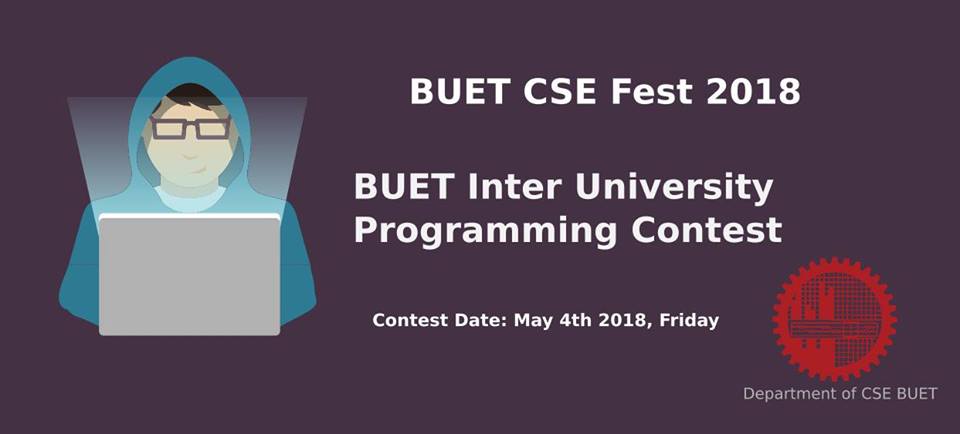 BUET CSE Fest 2018
BUET Inter University
Programming Contest
Contest Date: May 4th 2018, Friday
Department of CSE BUET